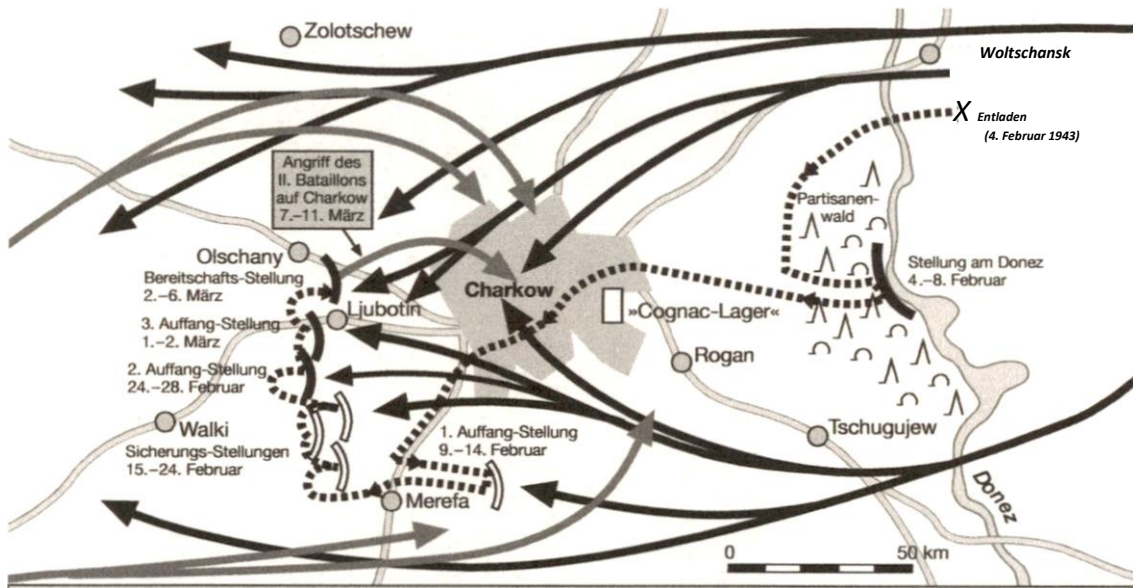 Zolotschew
Woltschansk
X Entladen
(4. Februar 1943)
Angriff des
II. Bataillons
auf Charkow
7.–11. März
Partisanen-
wald
Olschany
Bereitschafts-Stellung
2.–6. März
Stellung am Donez
4.–8. Februar
Charkow
Ljubotin
»Cognac-Lager«
3. Auffang-Stellung
1.–2. März
Rogan
2. Auffang-Stellung
24.–28. Februar
Walki
Sicherungs-Stellungen
15.–24. Februar
1. Auffang-Stellung
9.–14. Februar
Tschugujew
Merefa
Donez
0 50 km